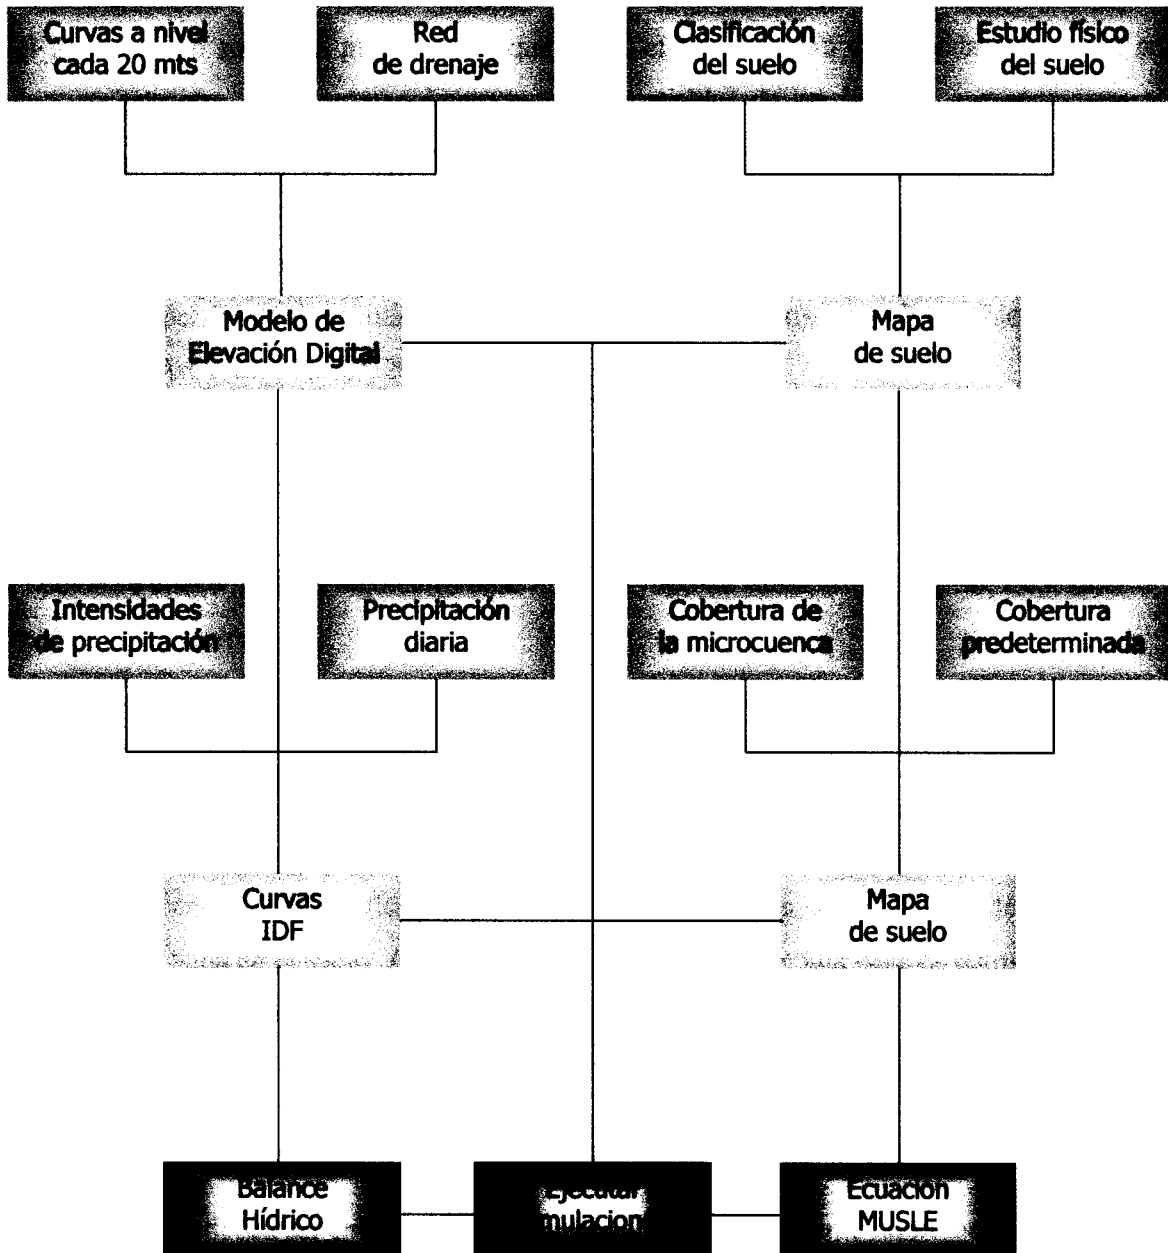 Curvas a nivel
cada 20 mts
Red
de drenaje
Clasificación
del suelo
Estudio físico
del suelo
Modelo de
Elevación Digital
Mapa
de suelo
Intensidades
de precipitación
Precipitación
diaria
Cobertura de
la microcuenca
Cobertura
predeterminada
Curvas
IDF
Mapa
de suelo
Balance
Hídrico
Ejecutar
Ecuación
MUSLE